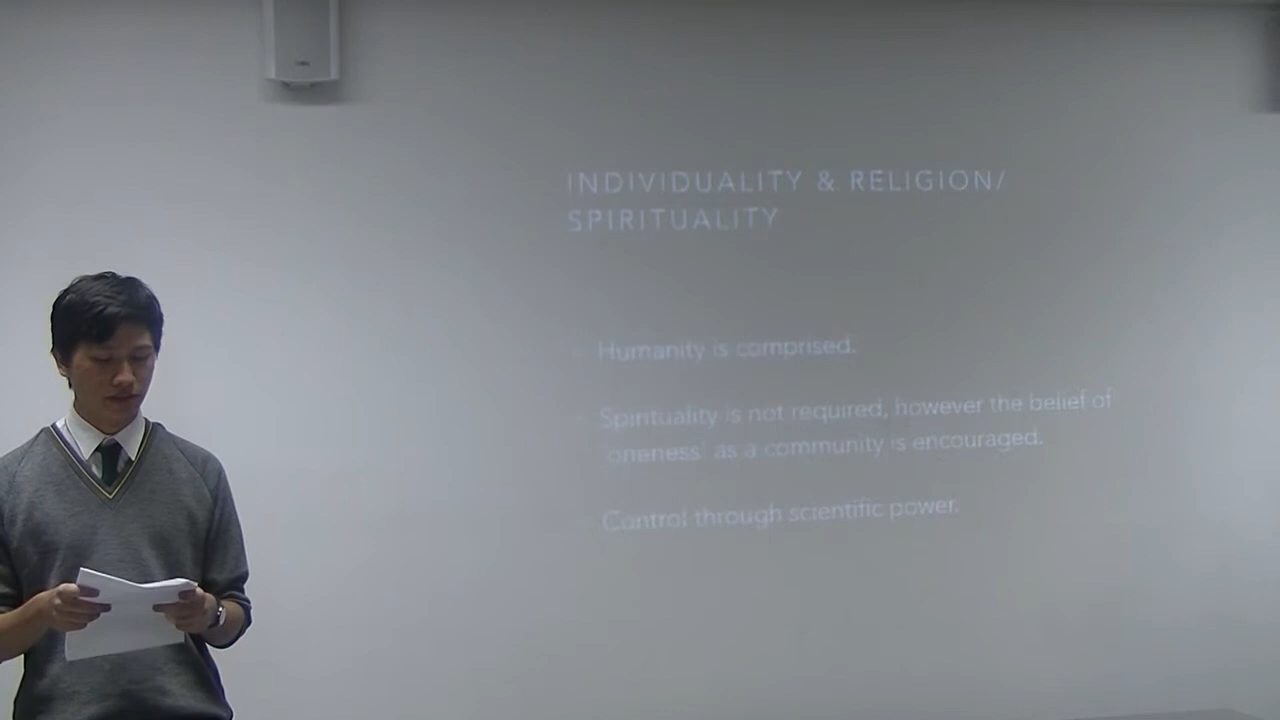 INDIVIDUALITY & RELIGION/
SPIRITUALITY
Humanity is comprised.
Spirituality is not required, however the belief of
'oneness' as a community is encouraged.
Control through scientific power.